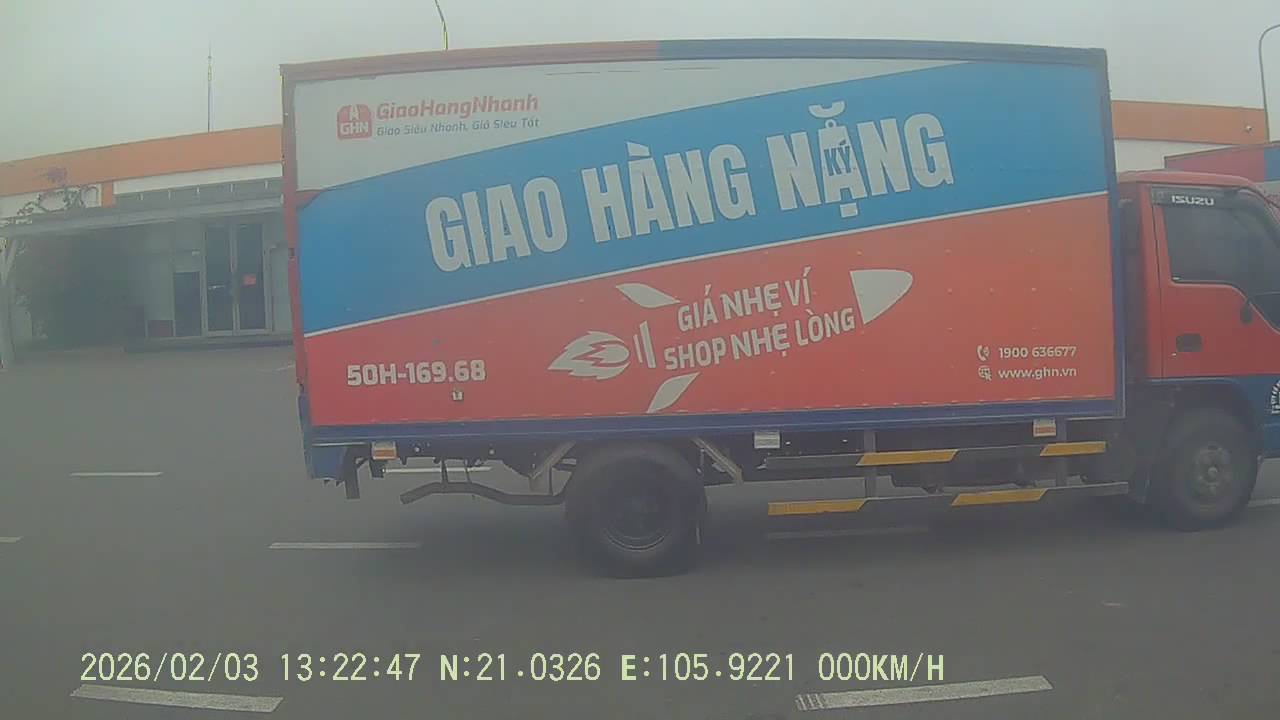 GHN
GiaoHangNhanh
Giao Siêu Nhanh, Giá Siêu Tốt
GIAO HÀNG NẶNG
KÝ
ISUZU
GIÁ NHẸ VÍ
SHOP NHẸ LÒNG
50H-169.68
1900 636677
www.ghn.vn
2026/02/03 13:22:47 N:21.0326 E:105.9221 000KM/H